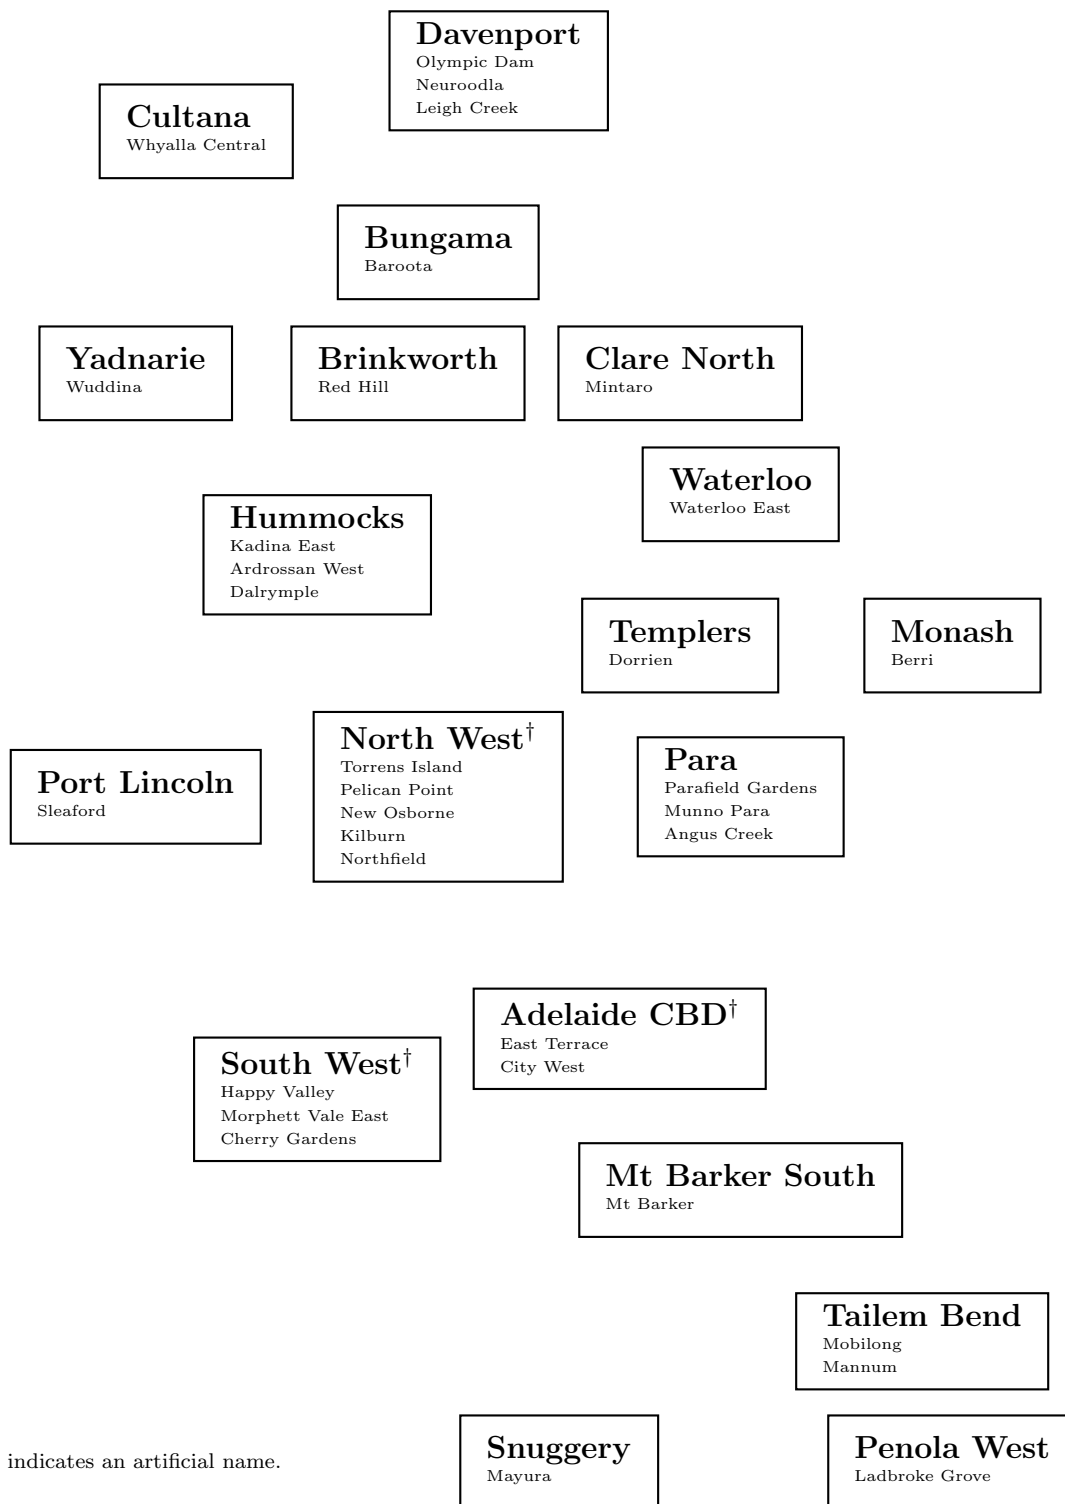 Davenport
Olympic Dam
Neuroodla
Leigh Creek
Cultana
Whyalla Central
Bungama
Baroota
Yadnarie
Wuddina
Brinkworth
Red Hill
Clare North
Mintaro
Waterloo
Waterloo East
Hummocks
Kadina East
Ardrossan West
Dalrymple
Templers
Dorrien
Monash
Berri
North West†
Torrens Island
Pelican Point
New Osborne
Kilburn
Northfield
Para
Parafield Gardens
Munno Para
Angus Creek
Port Lincoln
Sleaford
Adelaide CBD†
East Terrace
City West
South West†
Happy Valley
Morphett Vale East
Cherry Gardens
Mt Barker South
Mt Barker
Tailem Bend
Mobilong
Mannum
Snuggery
Mayura
Penola West
Ladbroke Grove
indicates an artificial name.